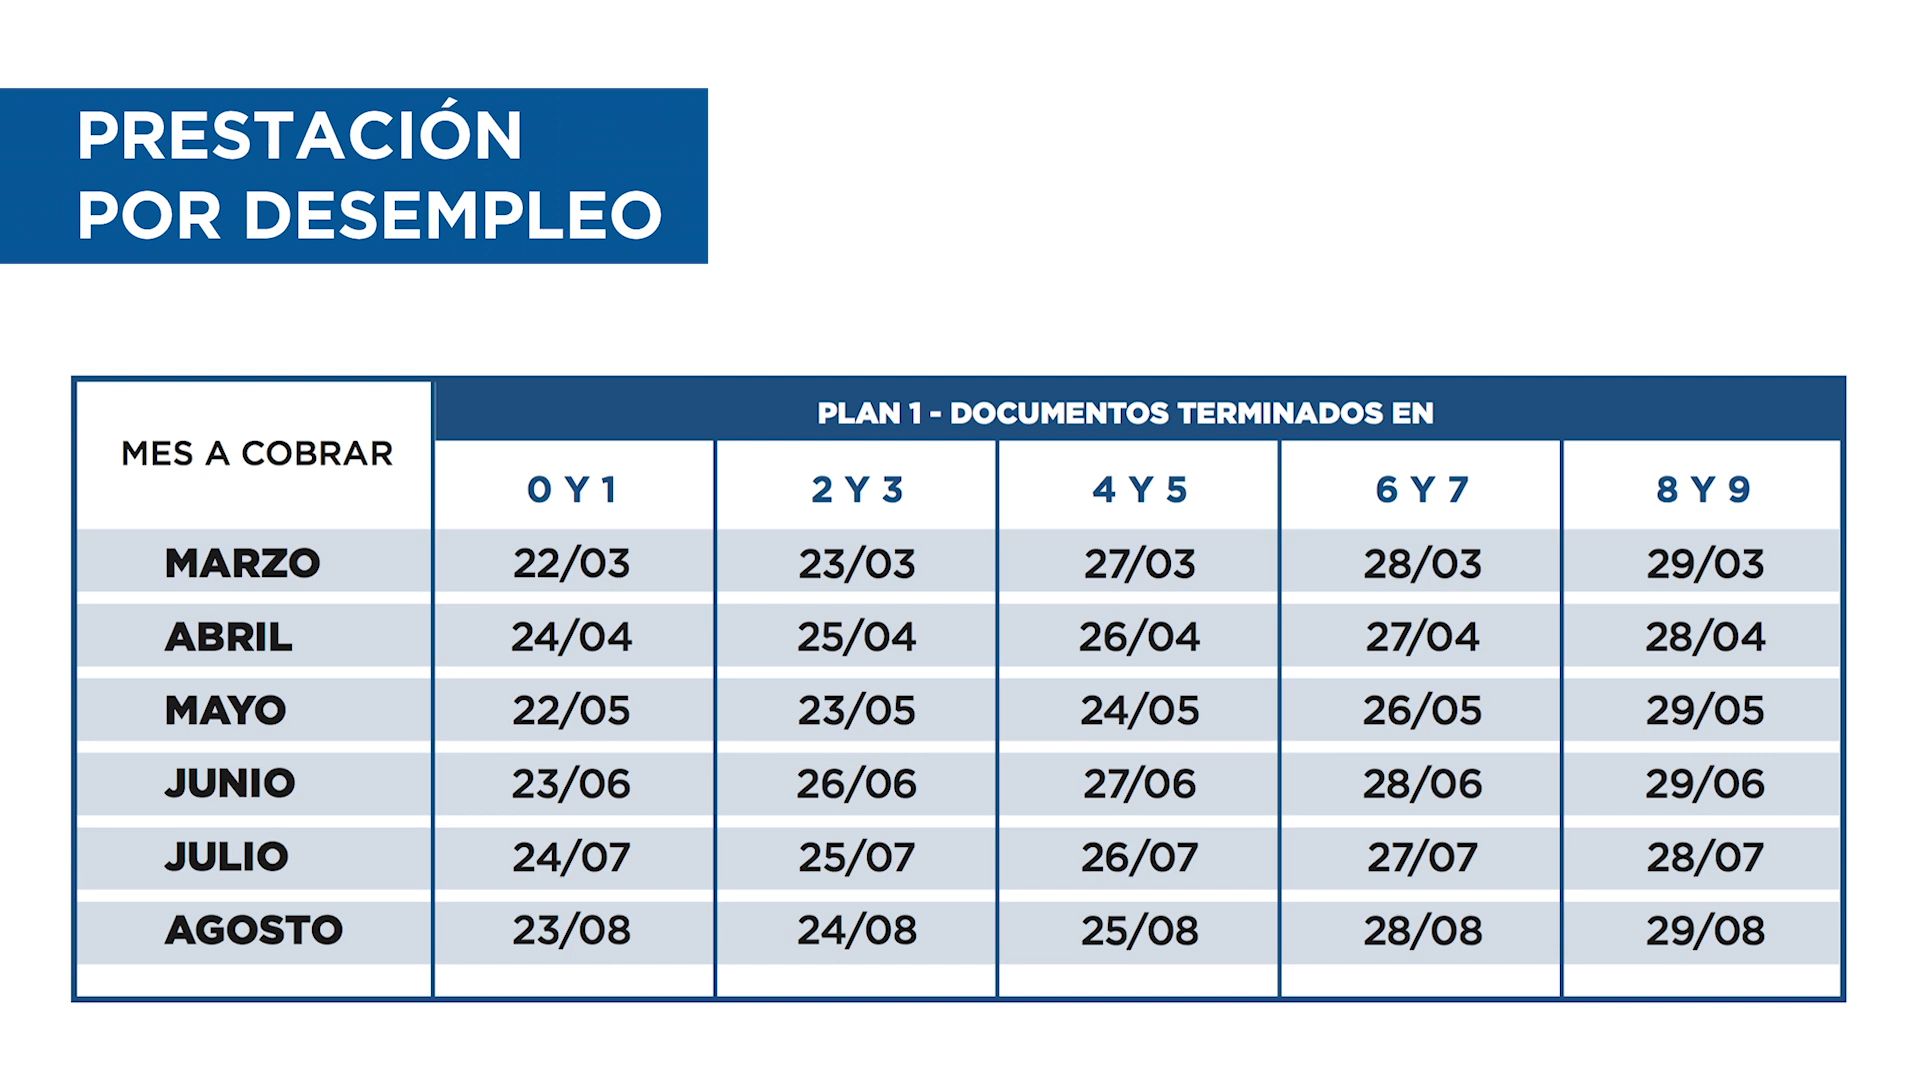 PRESTACIÓN
POR DESEMPLEO
MES A COBRAR
PLAN 1 - DOCUMENTOS TERMINADOS EN
0 Y 1 2 Y 3 4 Y 5 6 Y 7 8 Y 9
MARZO 22/03 23/03 27/03 28/03 29/03
ABRIL 24/04 25/04 26/04 27/04 28/04
MAYO 22/05 23/05 24/05 26/05 29/05
JUNIO 23/06 26/06 27/06 28/06 29/06
JULIO 24/07 25/07 26/07 27/07 28/07
AGOSTO 23/08 24/08 25/08 28/08 29/08